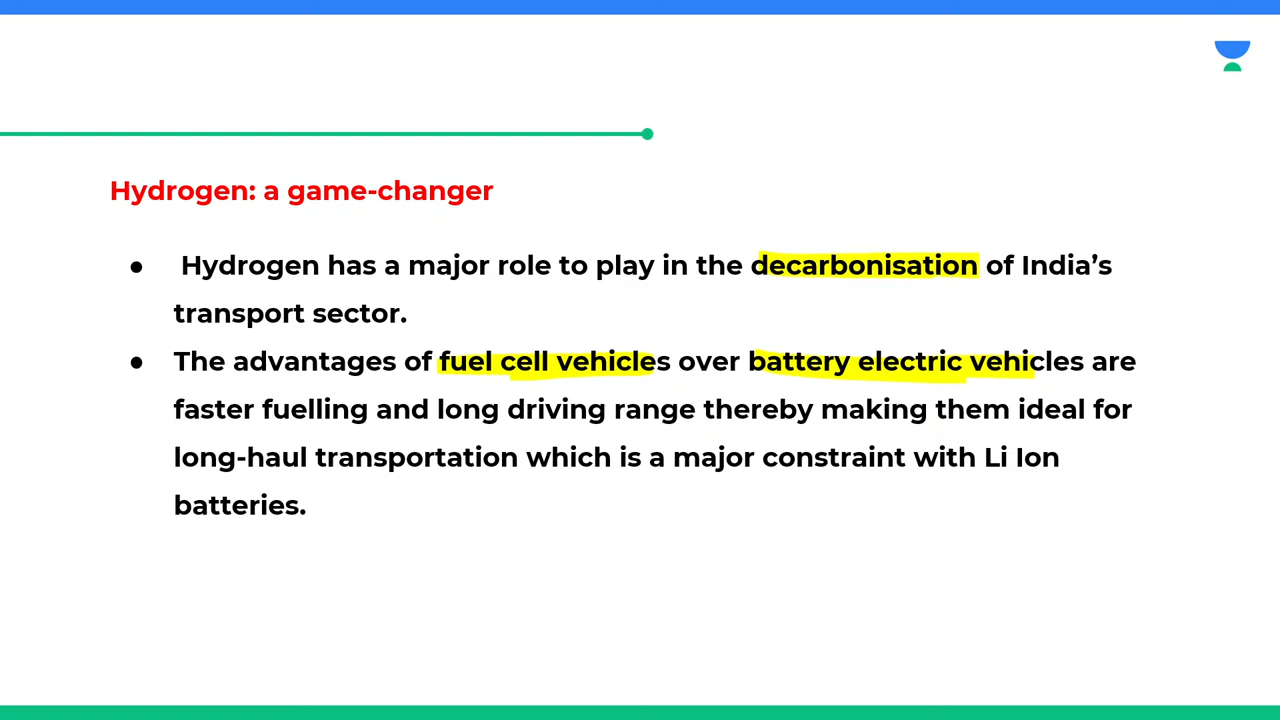 Hydrogen: a game-changer
● Hydrogen has a major role to play in the decarbonisation of India’s
transport sector.
● The advantages of fuel cell vehicles over battery electric vehicles are
faster fuelling and long driving range thereby making them ideal for
long-haul transportation which is a major constraint with Li Ion
batteries.